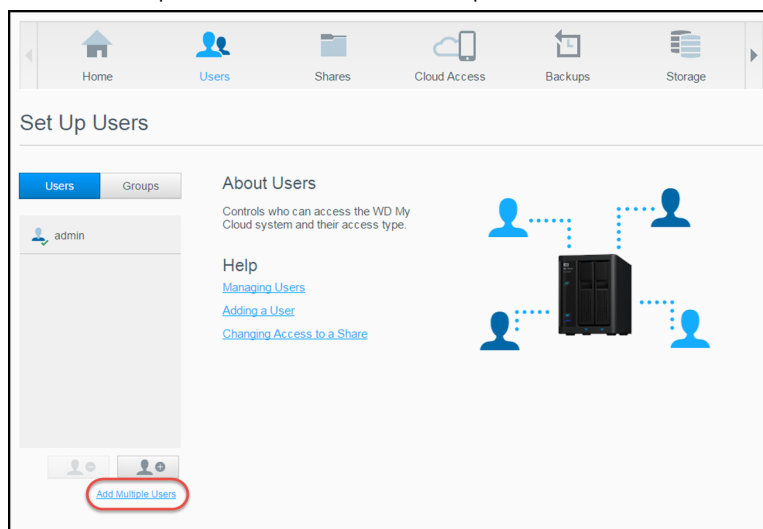 Home
Users
Shares
Cloud Access
Backups
Storage
Set Up Users
Users
Groups
admin
About Users
Controls who can access the WD My
Cloud system and their access type.
Help
Managing Users
Adding a User
Changing Access to a Share
Add Multiple Users